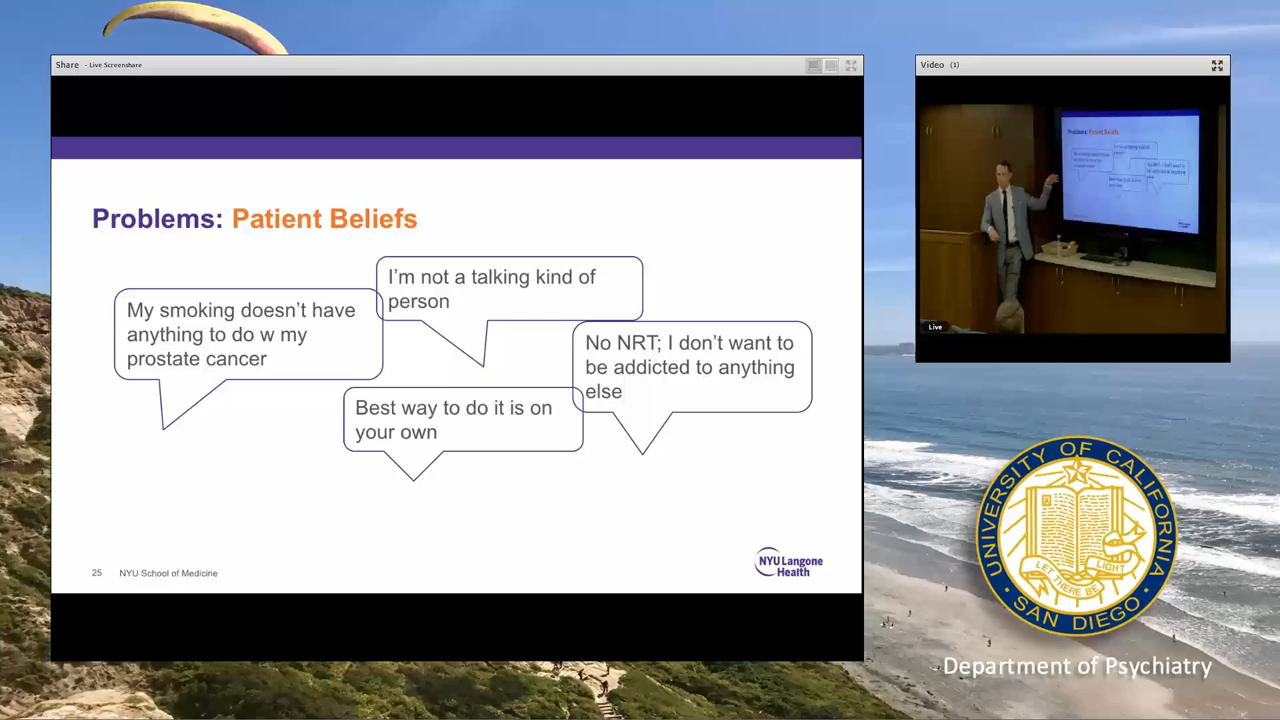 Share - Live Screenshare
Problems: Patient Beliefs
I'm not a talking kind of
person
My smoking doesn't have
anything to do w my
prostate cancer
No NRT; I don't want to
be addicted to anything
else
Best way to do it is on
your own
25 NYU School of Medicine
NYU Langone
Health
Video (1)
Problems: Patient Beliefs
Live
UNIVERSITY OF CALIFORNIA
LET THERE BE LIGHT
SAN DIEGO
Department of Psychiatry